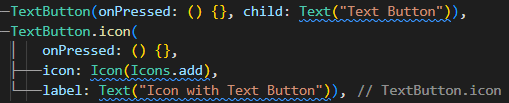 TextButton(onPressed: () {}, child: Text("Text Button")),
TextButton.icon(
onPressed: () {},
icon: Icon(Icons.add),
label: Text("Icon with Text Button")), // TextButton.icon